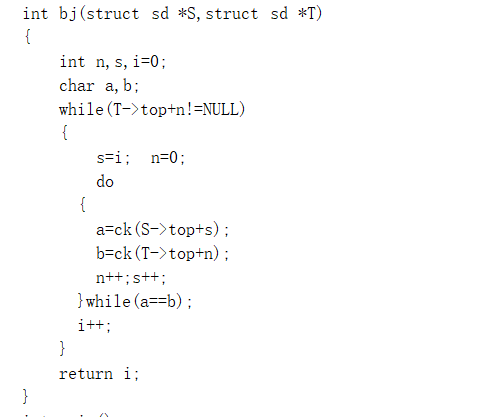 int bj(struct sd *S,struct sd *T)
{
int n,s,i=0;
char a,b;
while(T->top+n!=NULL)
{
s=i; n=0;
do
{
a=ck(S->top+s);
b=ck(T->top+n);
n++;s++;
}while(a==b);
i++;
}
return i;
}